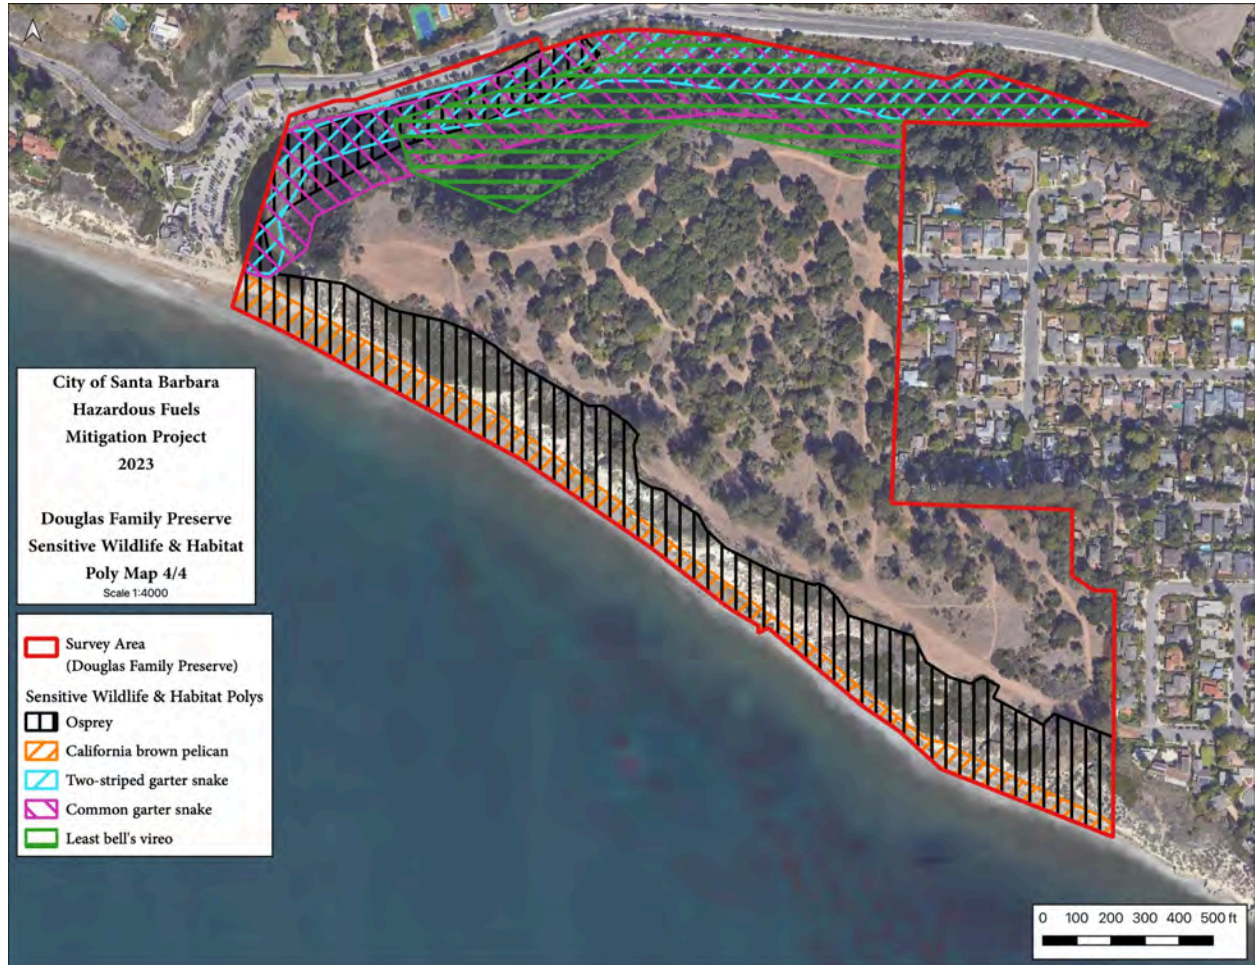 City of Santa Barbara
Hazardous Fuels
Mitigation Project
2023
Douglas Family Preserve
Sensitive Wildlife & Habitat
Poly Map 4/4
Scale 1:4000
Survey Area
(Douglas Family Preserve)
Sensitive Wildlife & Habitat Polys
Osprey
California brown pelican
Two-striped garter snake
Common garter snake
Least bell's vireo
0 100 200 300 400 500 ft